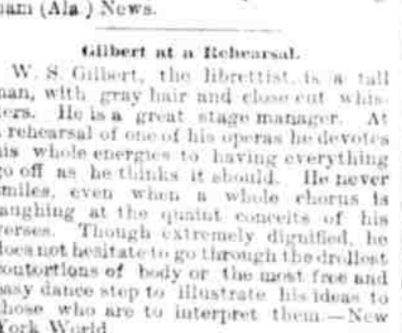 ham (Ala.) News.
Gilbert at a Rehearsal.
W. S. Gilbert, the librettist, is a tall
man, with gray hair and close cut whis-
kers. He is a great stage manager. At
a rehearsal of one of his operas he devotes
his whole energies to having everything
go off as he thinks it should. He never
smiles, even when a whole chorus is
laughing at the quaint conceits of his
verses. Though extremely dignified, he
does not hesitate to go through the drollest
contortions of body or the most free and
easy dance step to illustrate his ideas to
those who are to interpret them.—New
York World.